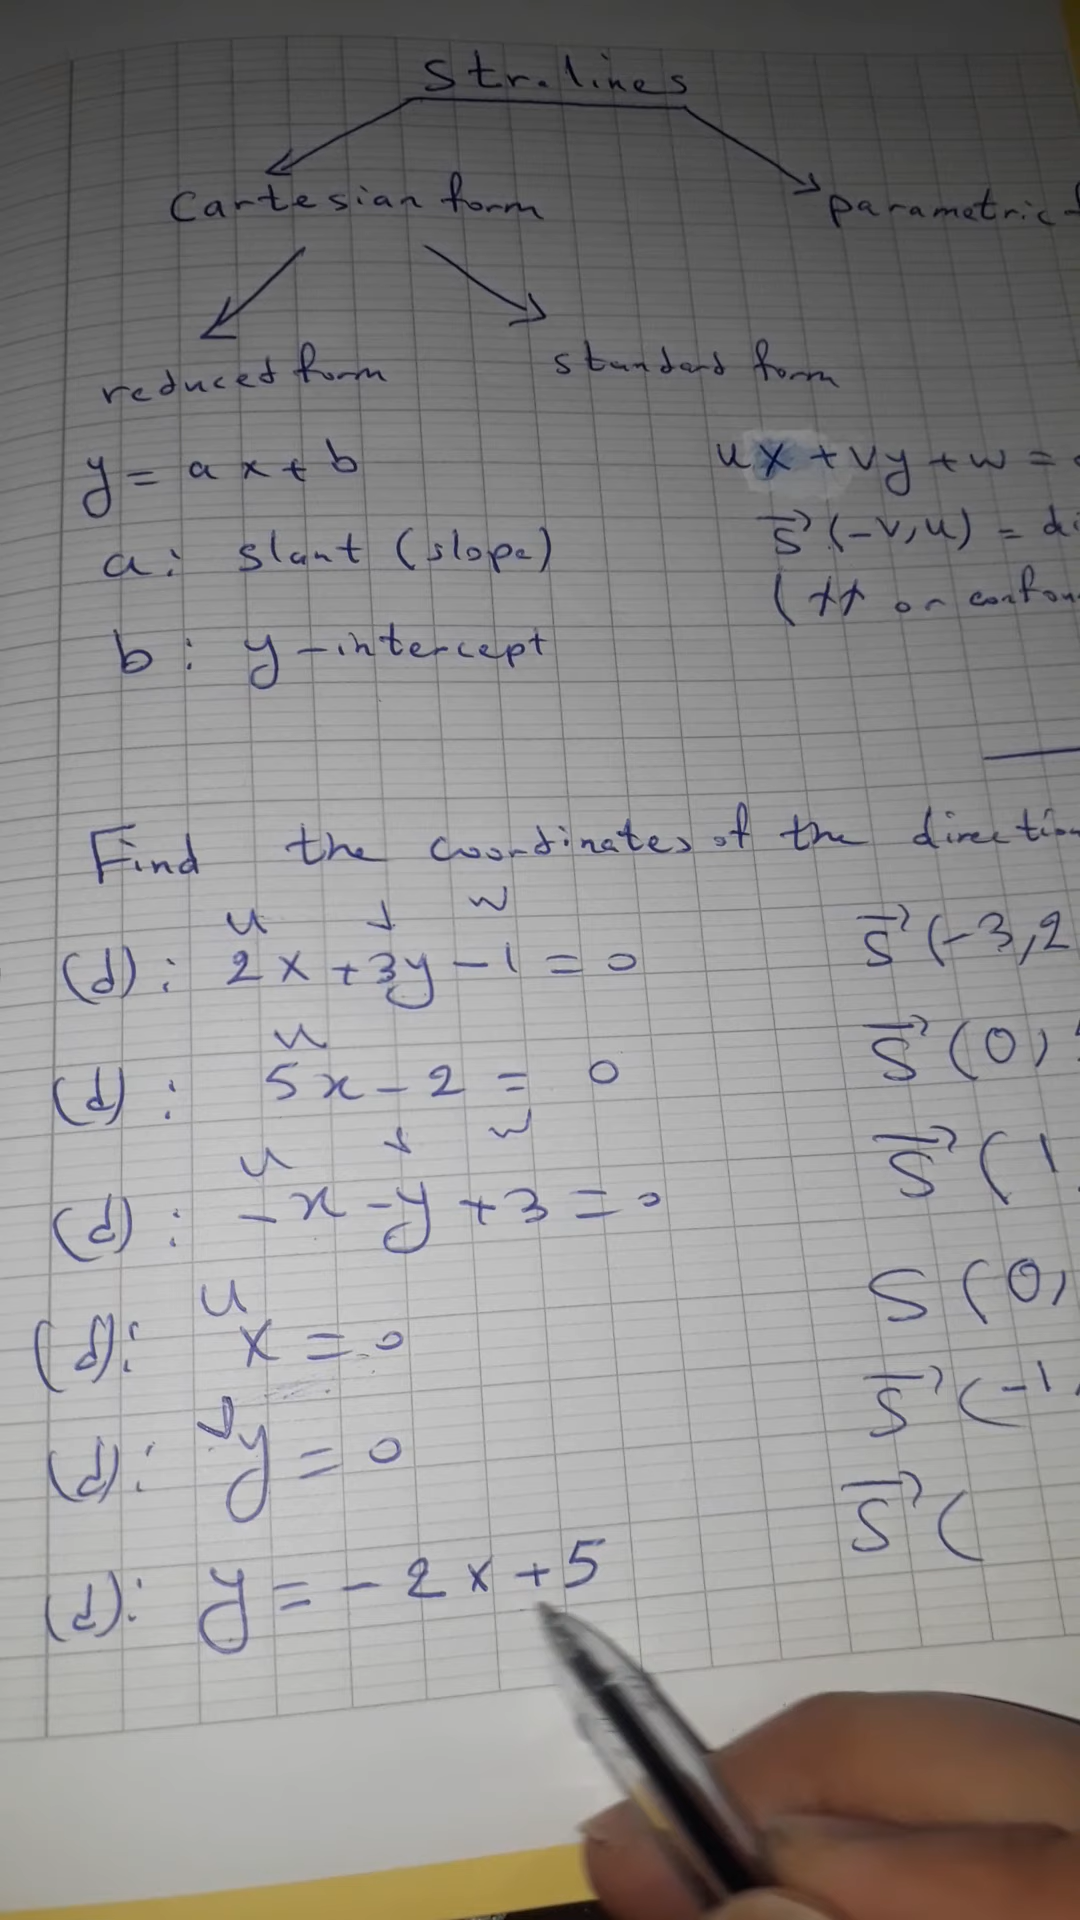 str. lines
Cartesian form
parametric
reduced form
standard form
y = ax + b
ux + vy + w =
a: slant (slope)
S⃗ (-v, u) = di
b: y-intercept
Find the coordinates of the direction
u v w
(d): 2x + 3y - 1 = 0
S⃗ (-3, 2
u
(d): 5x - 2 = 0
S⃗ (0,
u v w
(d): -x - y + 3 = 0
S⃗ (1
u
(d): x = 0
S (0,
v
(d): y = 0
S⃗ (-1
(d): y = -2x + 5
S⃗ (